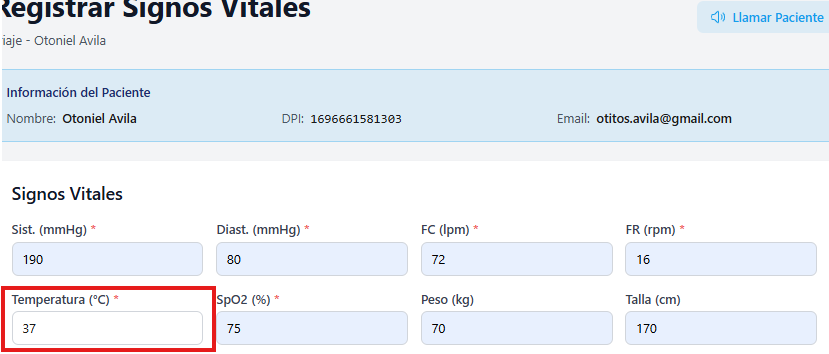 Registrar Signos Vitales
Llamar Paciente
iaje - Otoniel Avila
Información del Paciente
Nombre: Otoniel Avila DPI: 1696661581303 Email: otitos.avila@gmail.com
Signos Vitales
Sist. (mmHg) * Diast. (mmHg) * FC (lpm) * FR (rpm) *
190 80 72 16
Temperatura (°C) * SpO2 (%) * Peso (kg) Talla (cm)
37 75 70 170